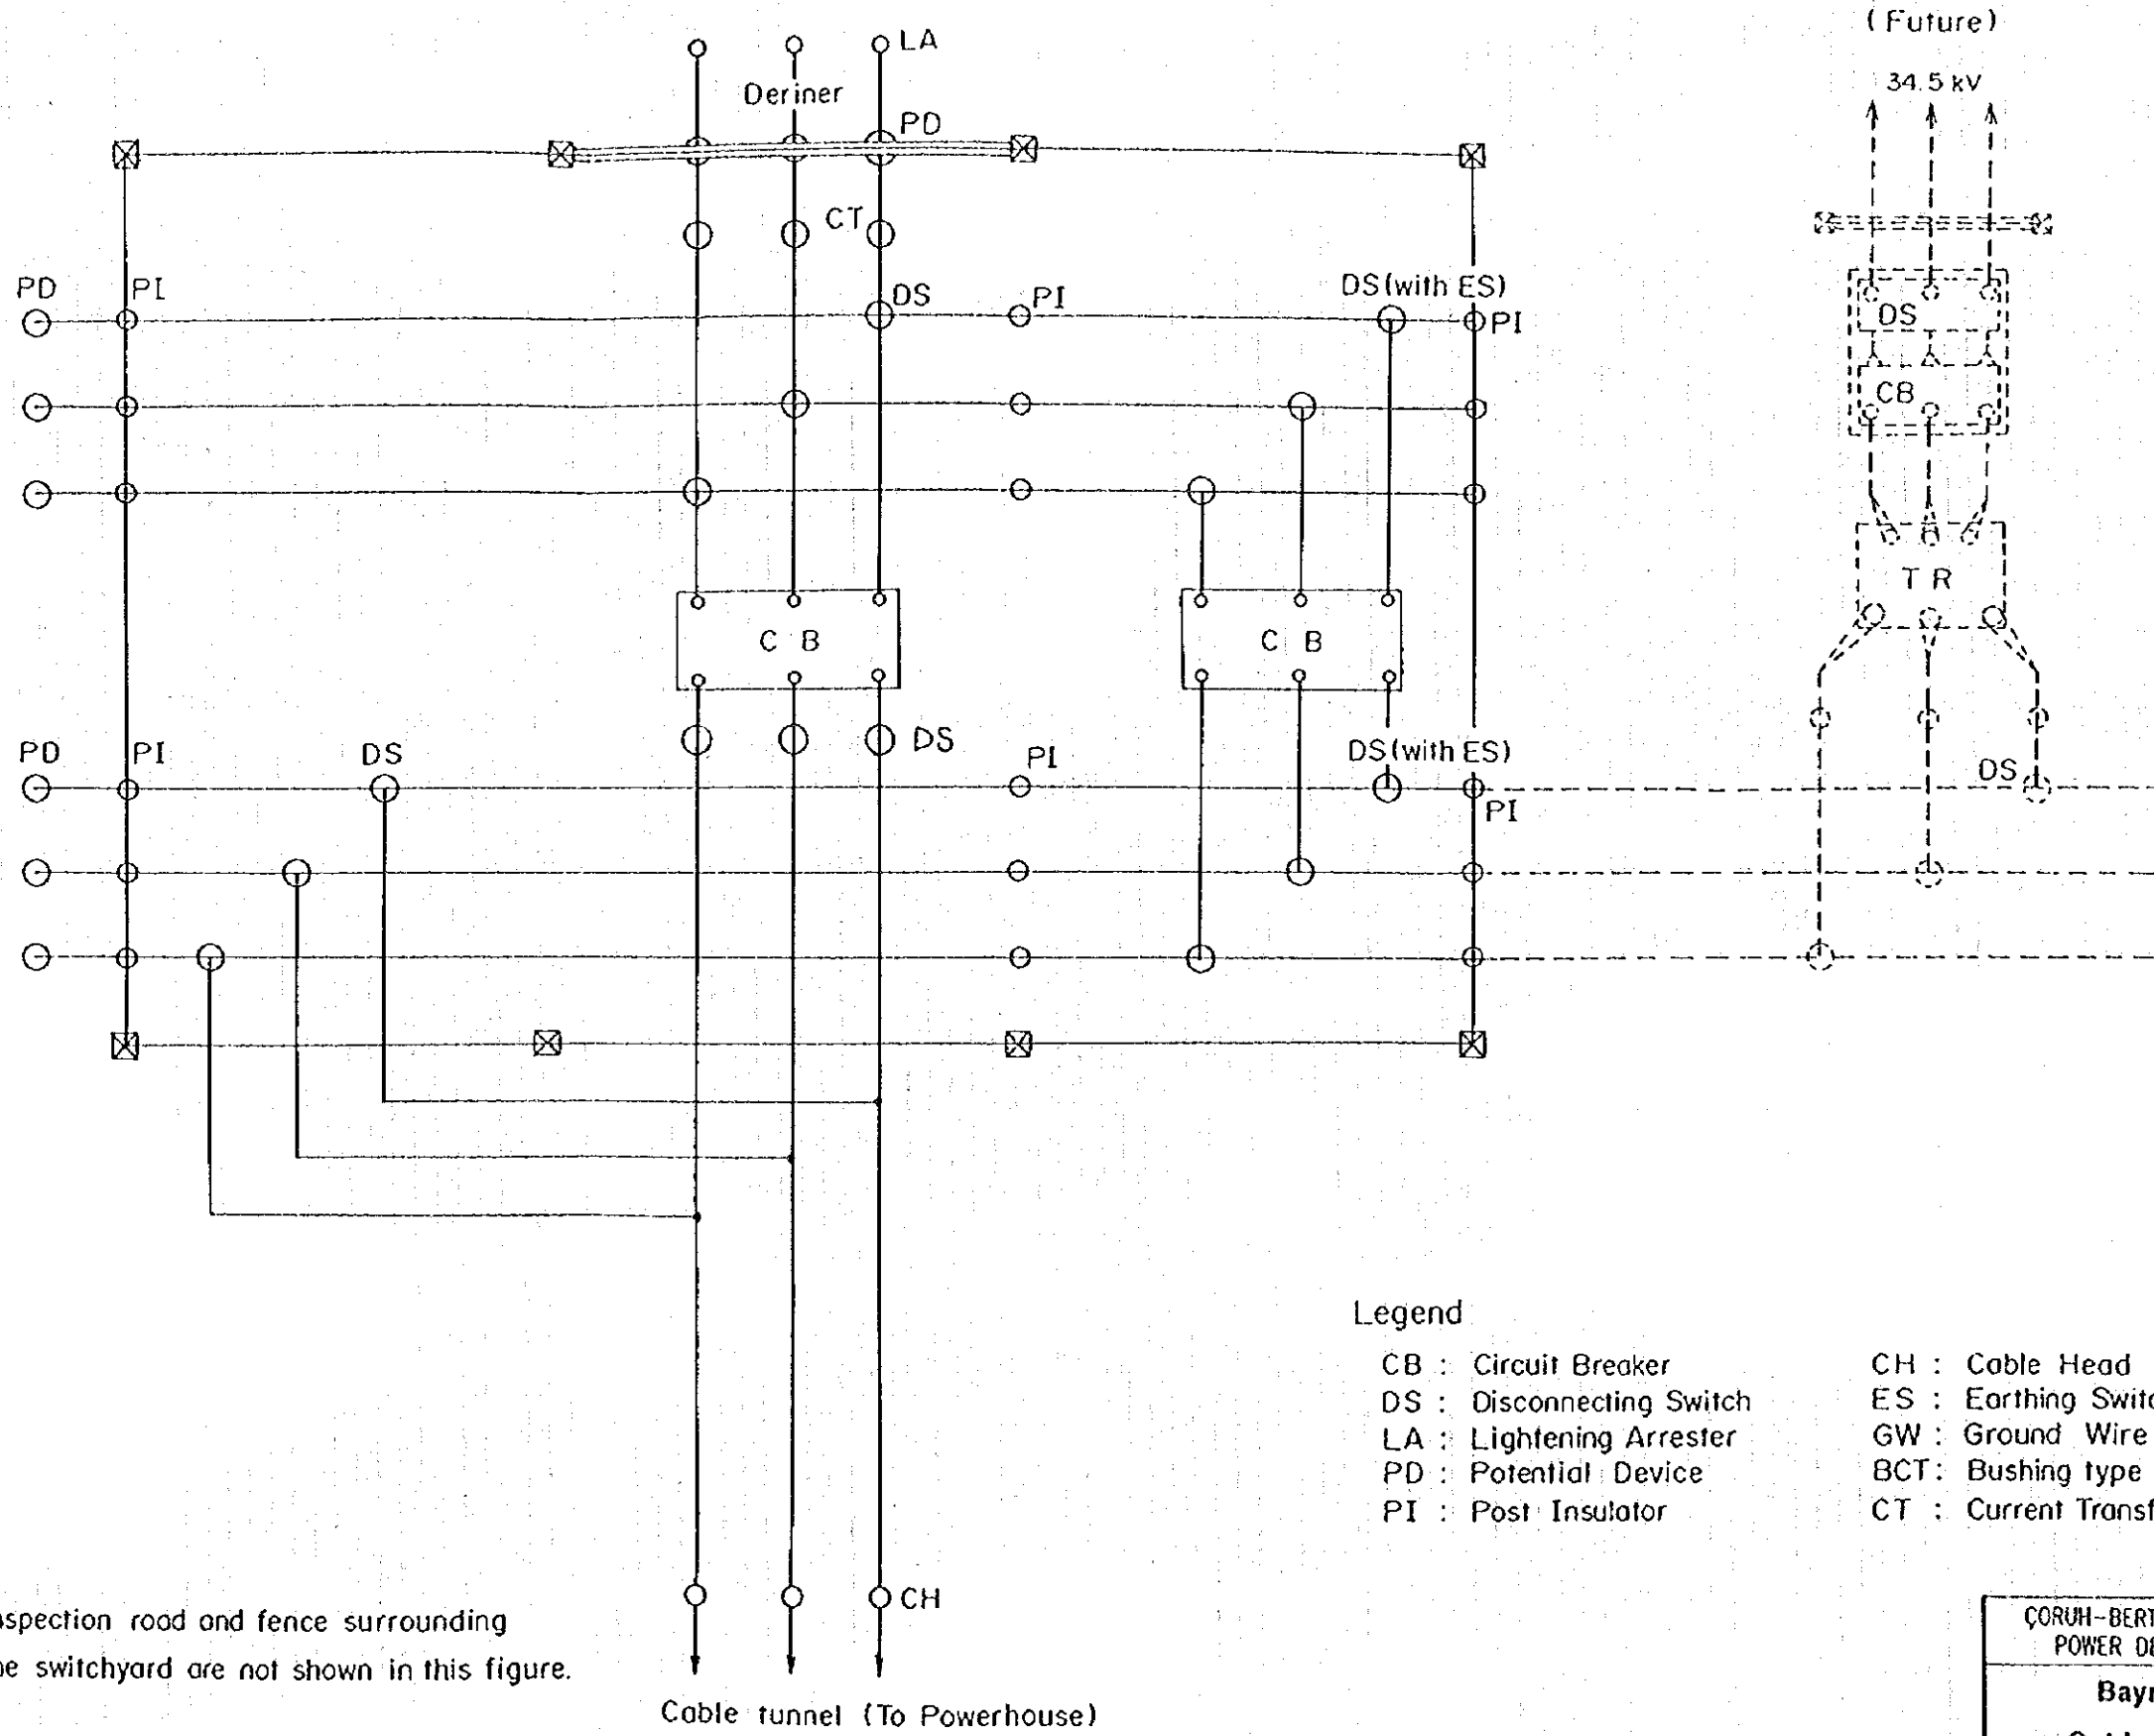 (Future)
34.5 kV
LA
Deriner
PD
CT
PD
PI
DS
PI
DS(with ES)
PI
DS
CB
T R
C B
C B
PD
PI
DS
DS
PI
DS(with ES)
PI
DS
Legend
CB : Circuit Breaker
DS : Disconnecting Switch
LA : Lightening Arrester
PD : Potential Device
PI : Post Insulator
CH : Cable Head
ES : Earthing Switc
GW : Ground Wire
BCT : Bushing type
CT : Current Transf
CH
nspection road and fence surrounding
he switchyard are not shown in this figure.
Cable tunnel (To Powerhouse)
ÇORUH-BERT
POWER DE
Bayr